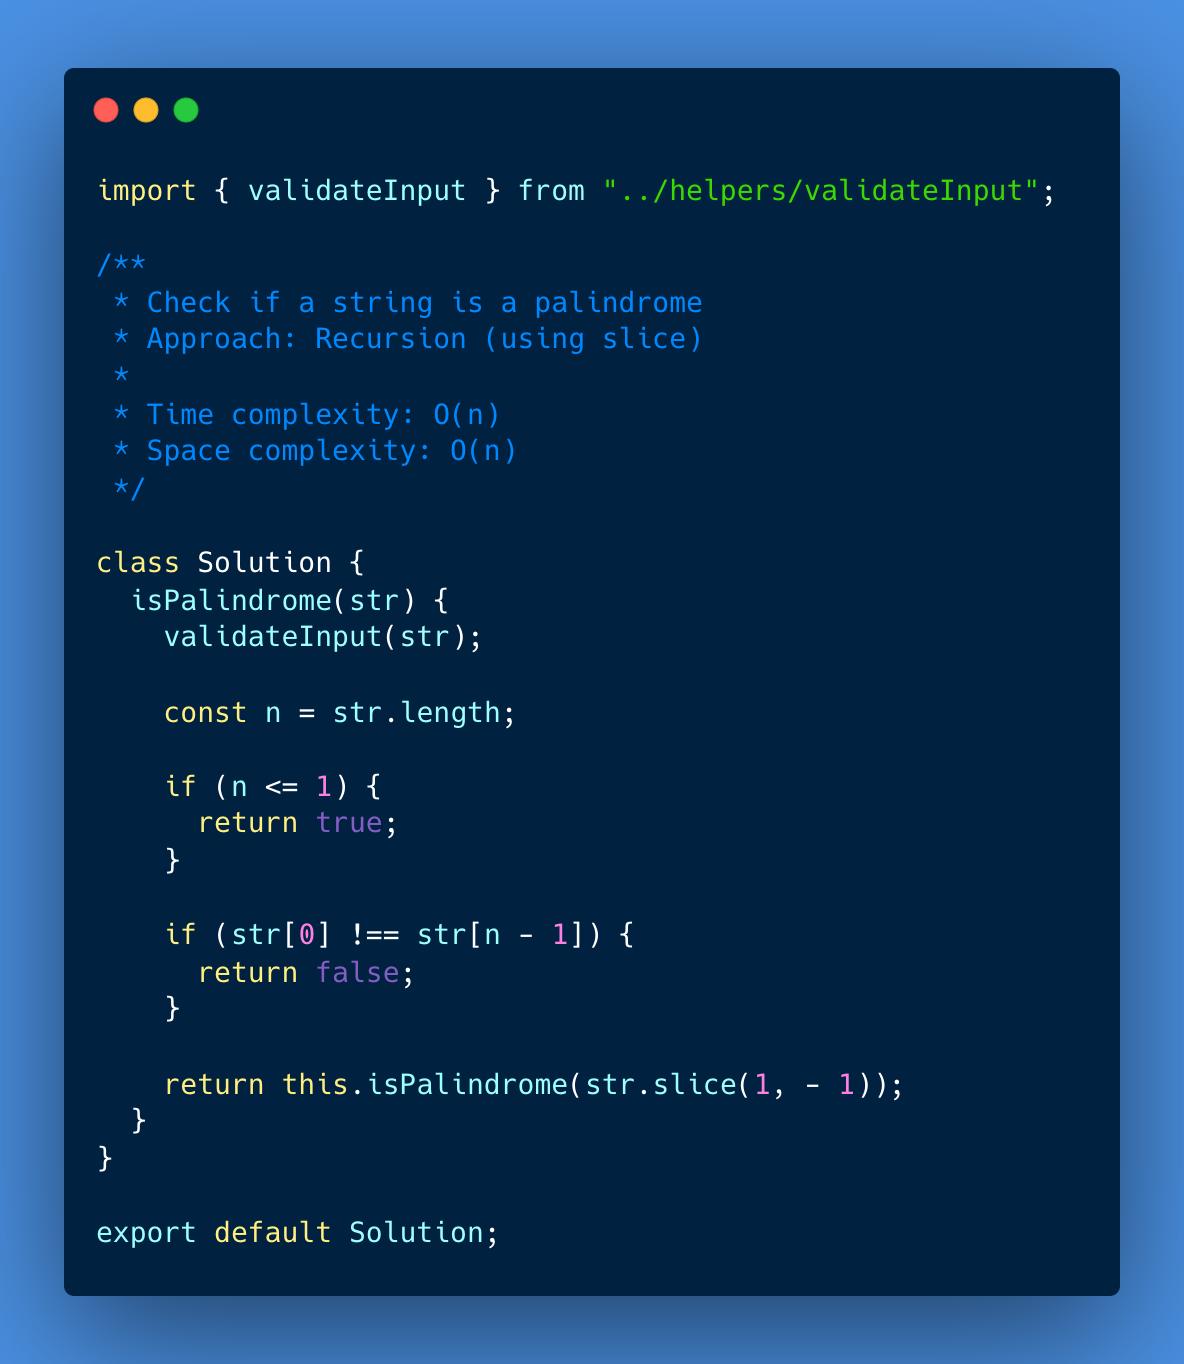 import { validateInput } from "../helpers/validateInput";
/**
 * Check if a string is a palindrome
 * Approach: Recursion (using slice)
 *
 * Time complexity: O(n)
 * Space complexity: O(n)
 */
class Solution {
  isPalindrome(str) {
    validateInput(str);
    const n = str.length;
    if (n <= 1) {
      return true;
    }
    if (str[0] !== str[n - 1]) {
      return false;
    }
    return this.isPalindrome(str.slice(1, - 1));
  }
}
export default Solution;